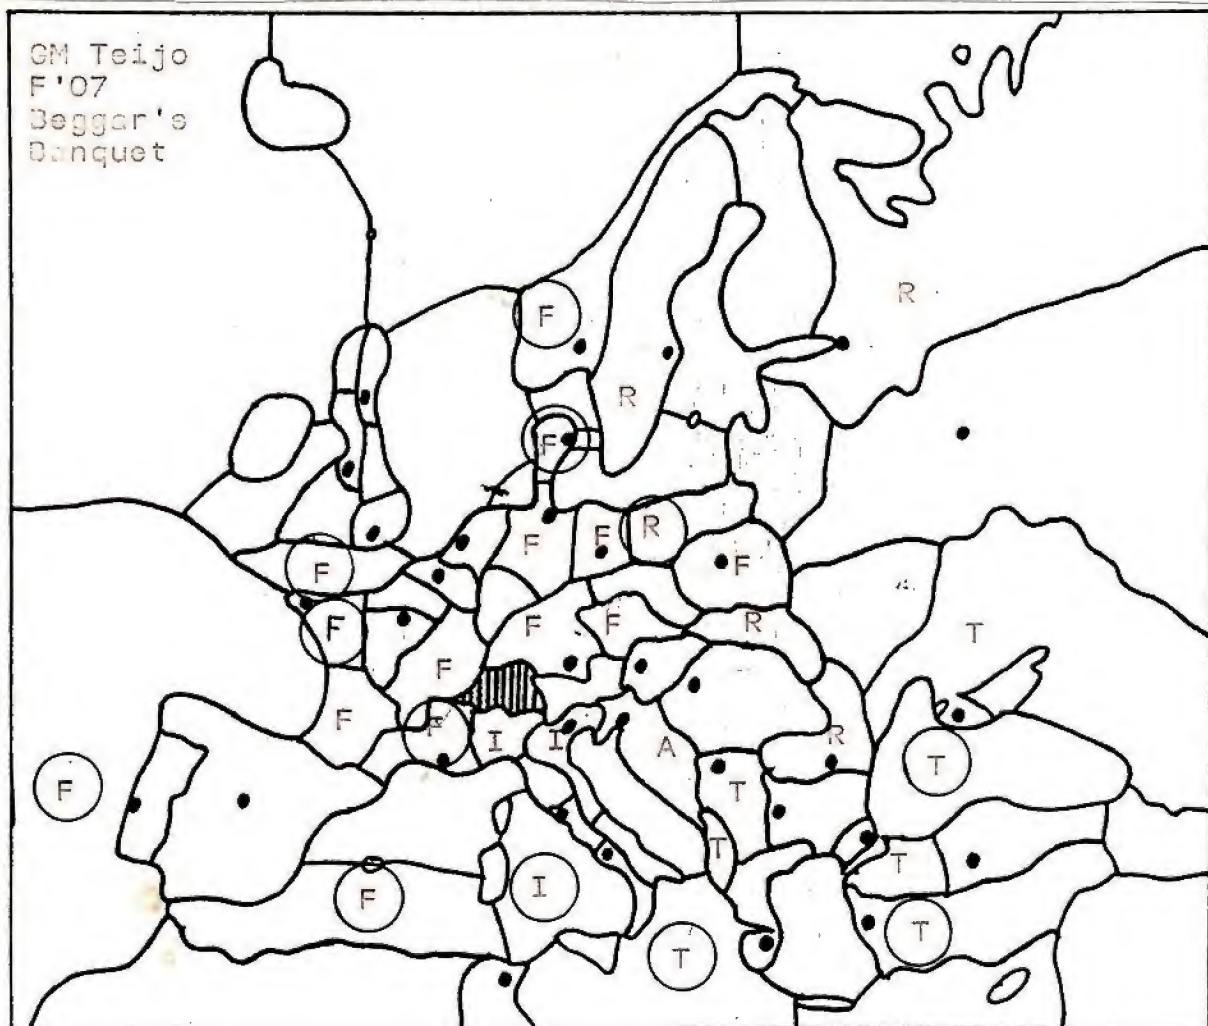 GM Teijo
F'07
Beggar's
Banquet
F
R
R
F
F R
F F F
F F F R
F T
F F
F F I I A R T
F T
T T
F I T T